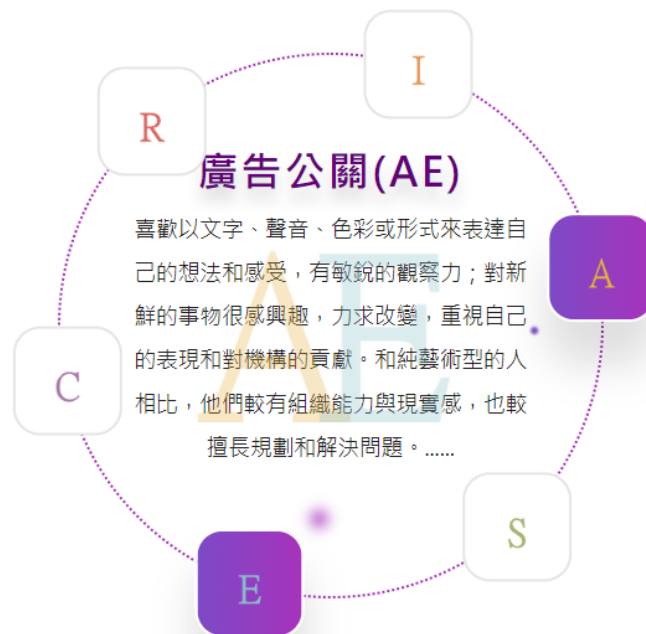 I
R
廣告公關(AE)
喜歡以文字、聲音、色彩或形式來表達自
己的想法和感受，有敏銳的觀察力；對新
鮮的事物很感興趣，力求改變，重視自己
的表現和對機構的貢獻。和純藝術型的人
相比，他們較有組織能力與現實感，也較
擅長規劃和解決問題。......
AE
A
C
S
E